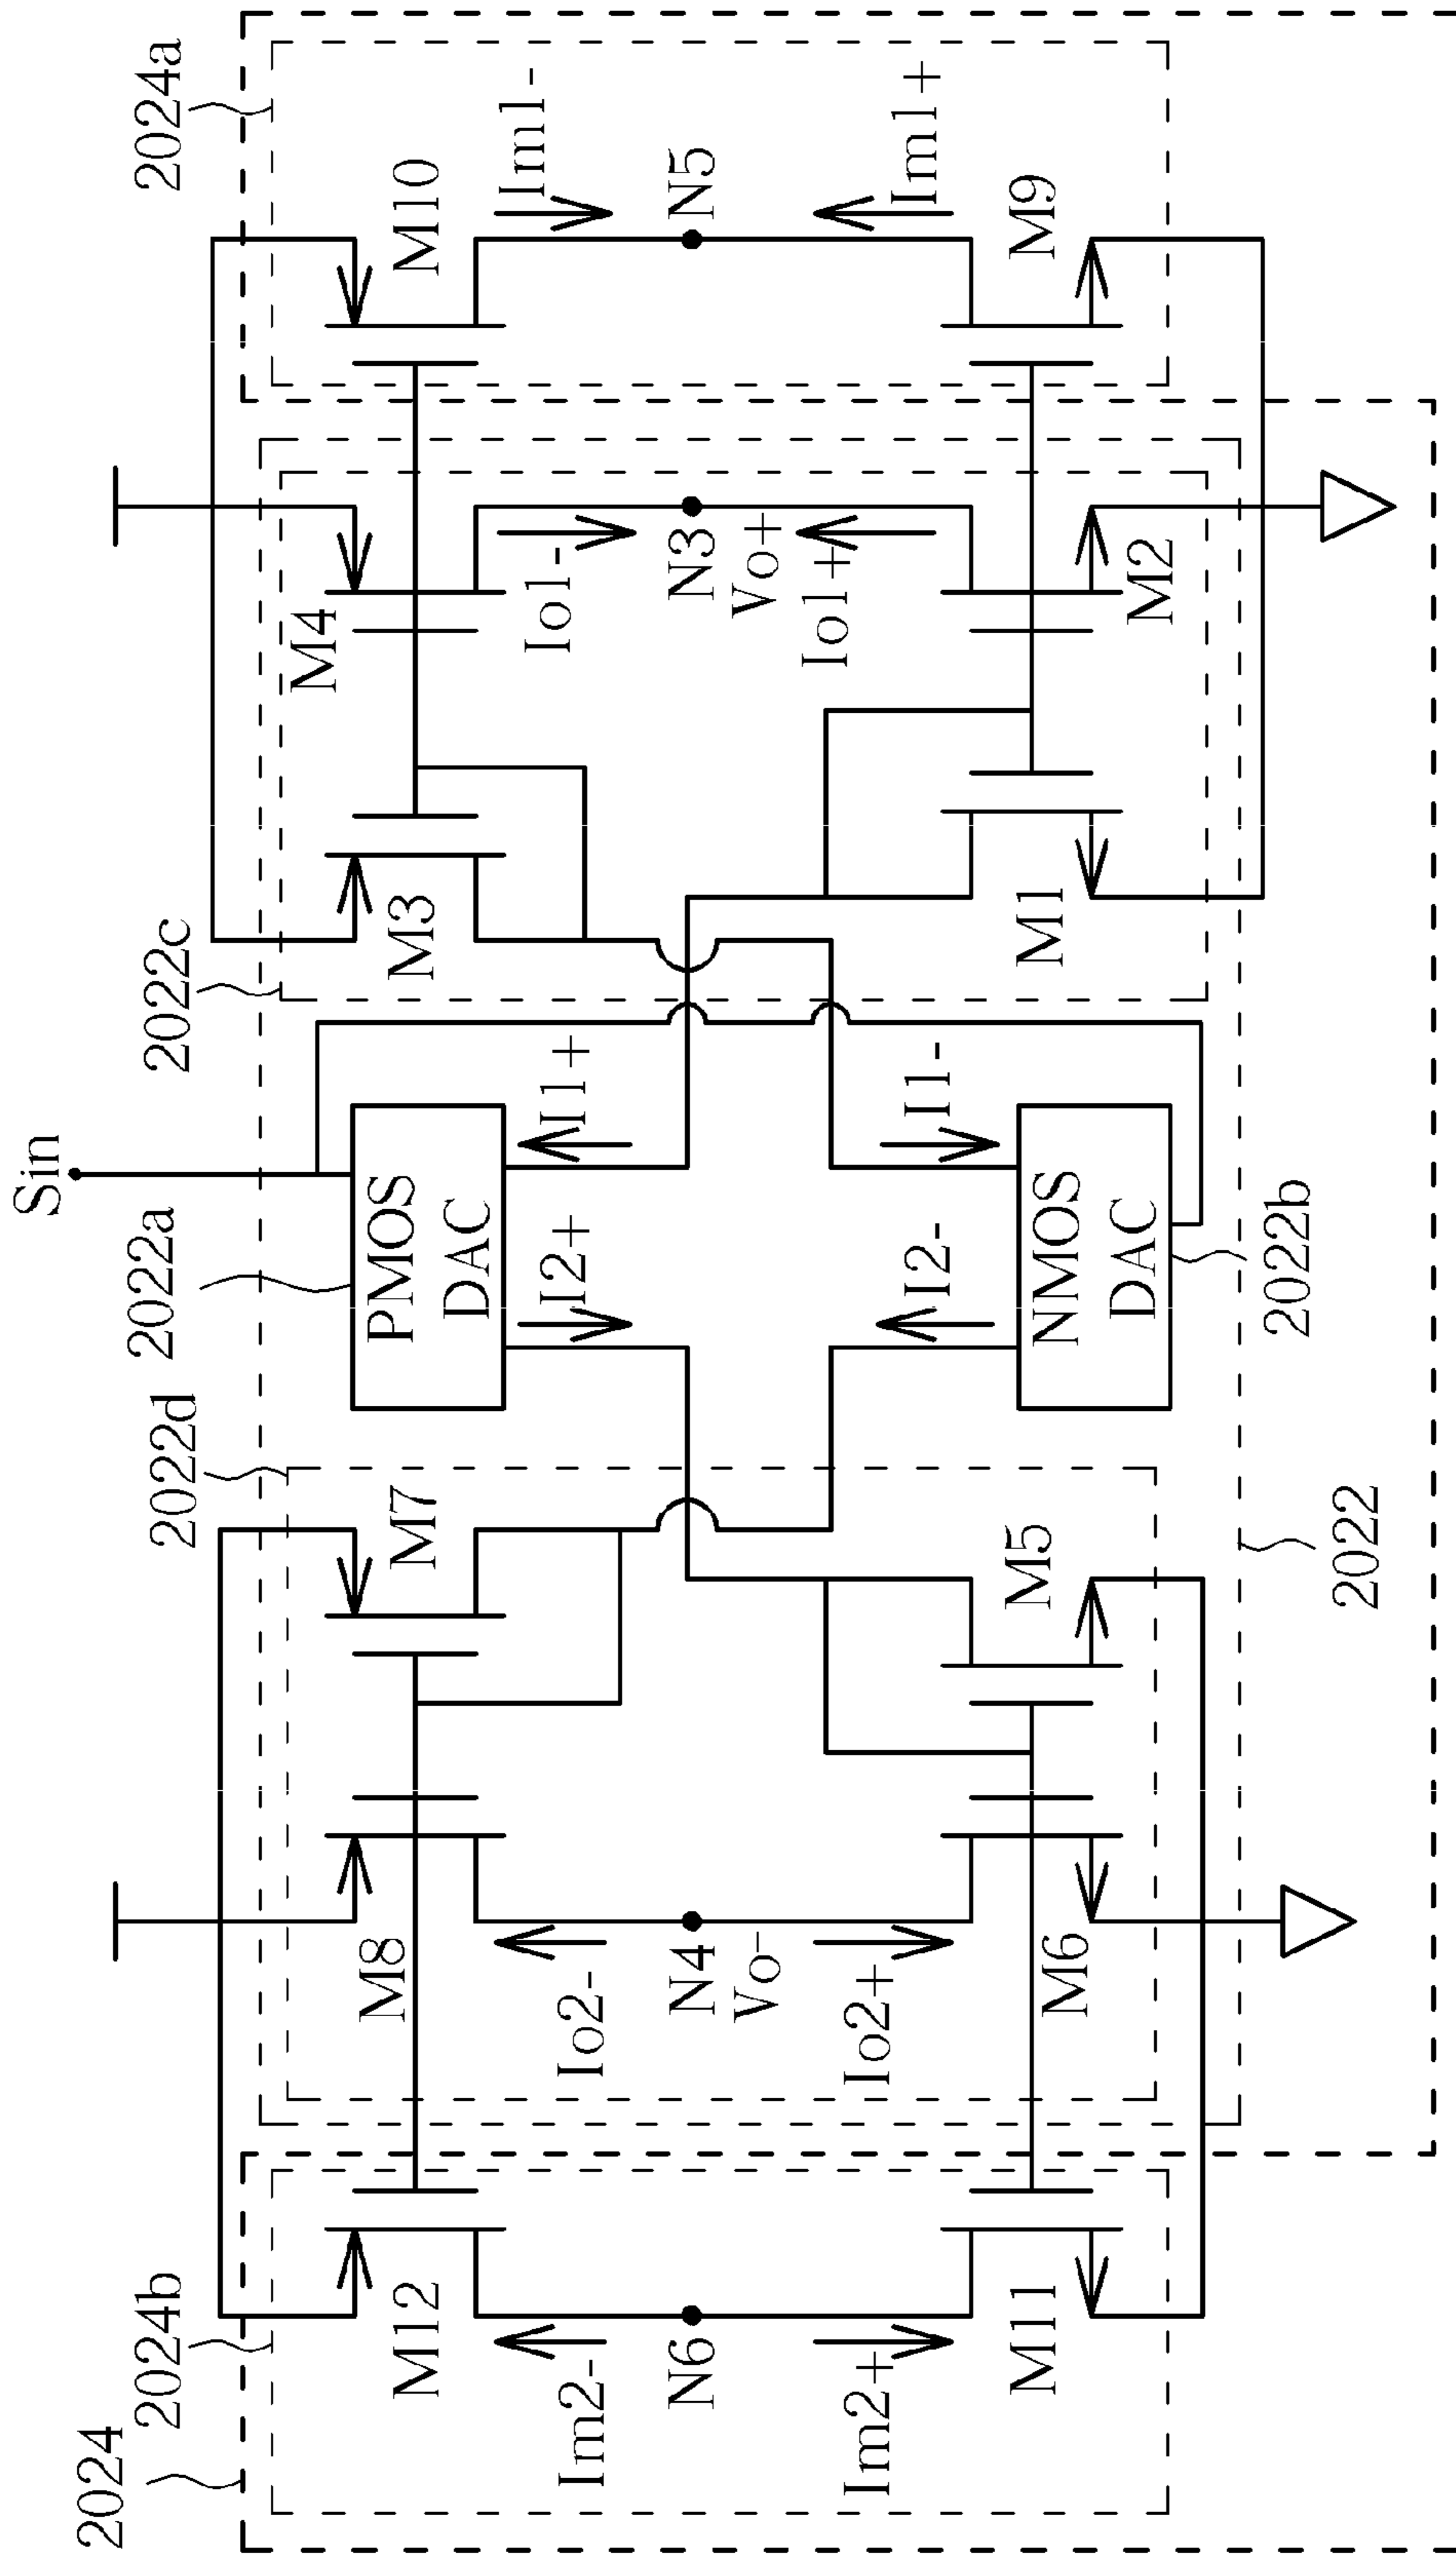 2024
2024b
2024a
Sin
2022a
2022d
2022c
PMOS
DAC
M12
M8
M7
M3
M4
M10
Im2-
Io2-
I2+
I1+
Io1-
Im1-
N6
N4
Vo-
N3
Vo+
N5
Im2+
Io2+
I2-
I1-
Io1+
Im1+
M11
M6
M5
NMOS
DAC
M1
M2
M9
2022b
2022